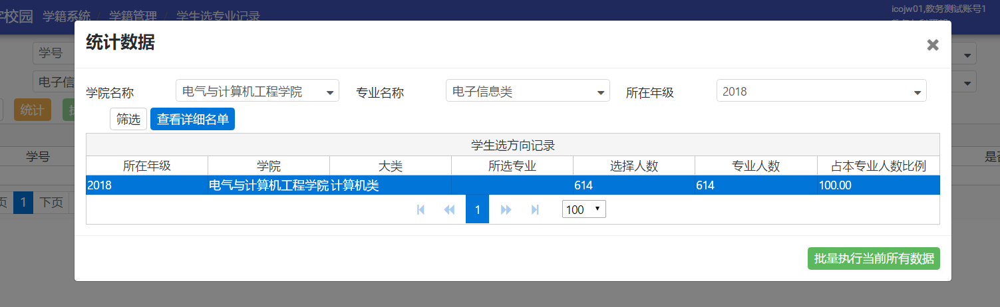 字校园 学籍系统 / 学籍管理 / 学生选专业记录
icojw01,教务测试账号1
统计数据
学号
学院名称 电气与计算机工程学院 专业名称 电子信息类 所在年级 2018
电子信
统计
筛选 查看详细名单
学生选方向记录
学号 所在年级 学院 大类 所选专业 选择人数 专业人数 占本专业人数比例
2018 电气与计算机工程学院 计算机类 614 614 100.00
页 1 下页
1 100
批量执行当前所有数据